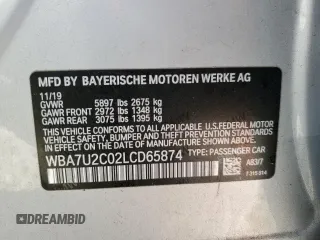 MFD BY BAYERISCHE MOTOREN WERKE AG
11/19
GVWR 5897 lbs 2675 kg
GAWR FRONT 2972 lbs 1348 kg
GAWR REAR 3075 lbs 1395 kg
THIS VEHICLE CONFORMS TO ALL APPLICABLE
U.S. FEDERAL MOTOR VEHICLE SAFETY, BUMPER,
AND THEFT PREVENTION STANDARDS IN EFFECT ON
THE DATE OF MANUFACTURE SHOWN ABOVE.
WBA7U2C02LCD65874 TYPE: PASSENGER CAR
A83/7
DRIVEBIDRIDE.com